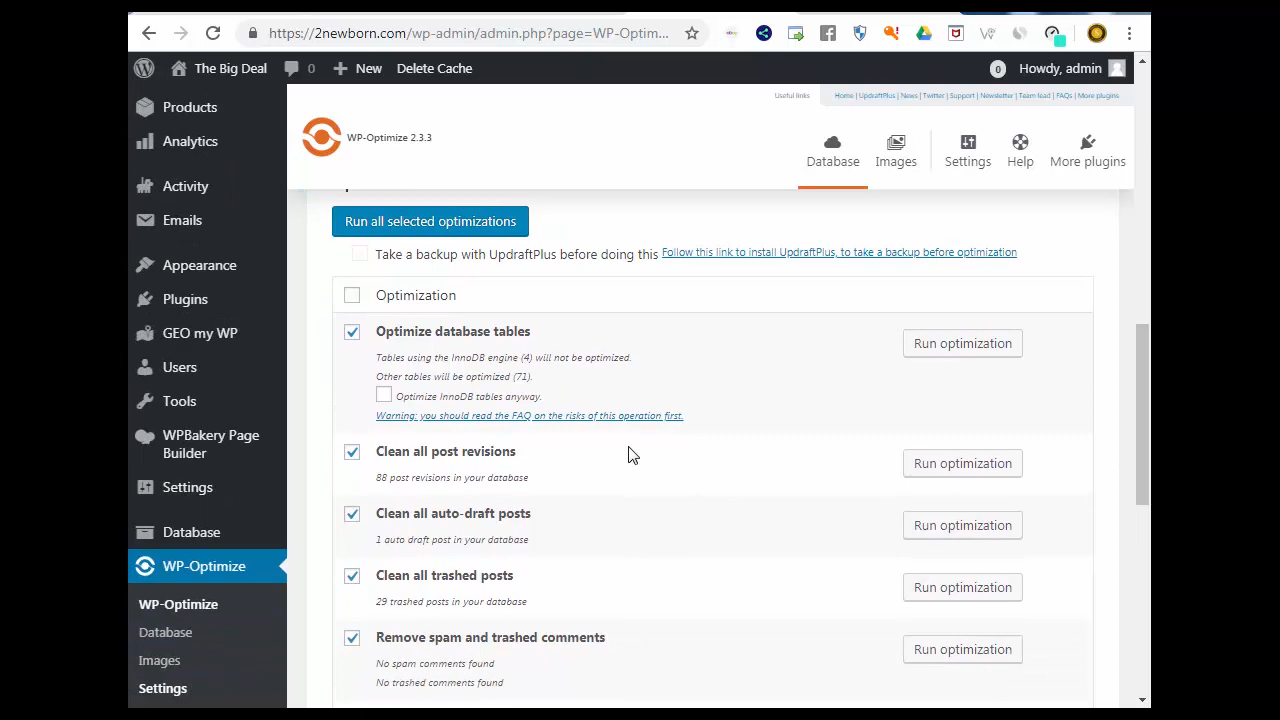 https://2newborn.com/wp-admin/admin.php?page=WP-Optim...
The Big Deal
0
New
Delete Cache
0
Howdy, admin
Products
Analytics
Activity
Emails
Appearance
Plugins
GEO my WP
Users
Tools
WPBakery Page
Builder
Settings
Database
WP-Optimize
WP-Optimize
Database
Images
Settings
Useful links
Home | UpdraftPlus | News | Twitter | Support | Newsletter | Team lead | FAQs | More plugins
WP-Optimize 2.3.3
Database
Images
Settings
Help
More plugins
Run all selected optimizations
Take a backup with UpdraftPlus before doing this
Follow this link to install UpdraftPlus, to take a backup before optimization
Optimization
Optimize database tables
Run optimization
Tables using the InnoDB engine (4) will not be optimized.
Other tables will be optimized (71).
Optimize InnoDB tables anyway.
Warning: you should read the FAQ on the risks of this operation first.
Clean all post revisions
Run optimization
88 post revisions in your database
Clean all auto-draft posts
Run optimization
1 auto draft post in your database
Clean all trashed posts
Run optimization
29 trashed posts in your database
Remove spam and trashed comments
Run optimization
No spam comments found
No trashed comments found